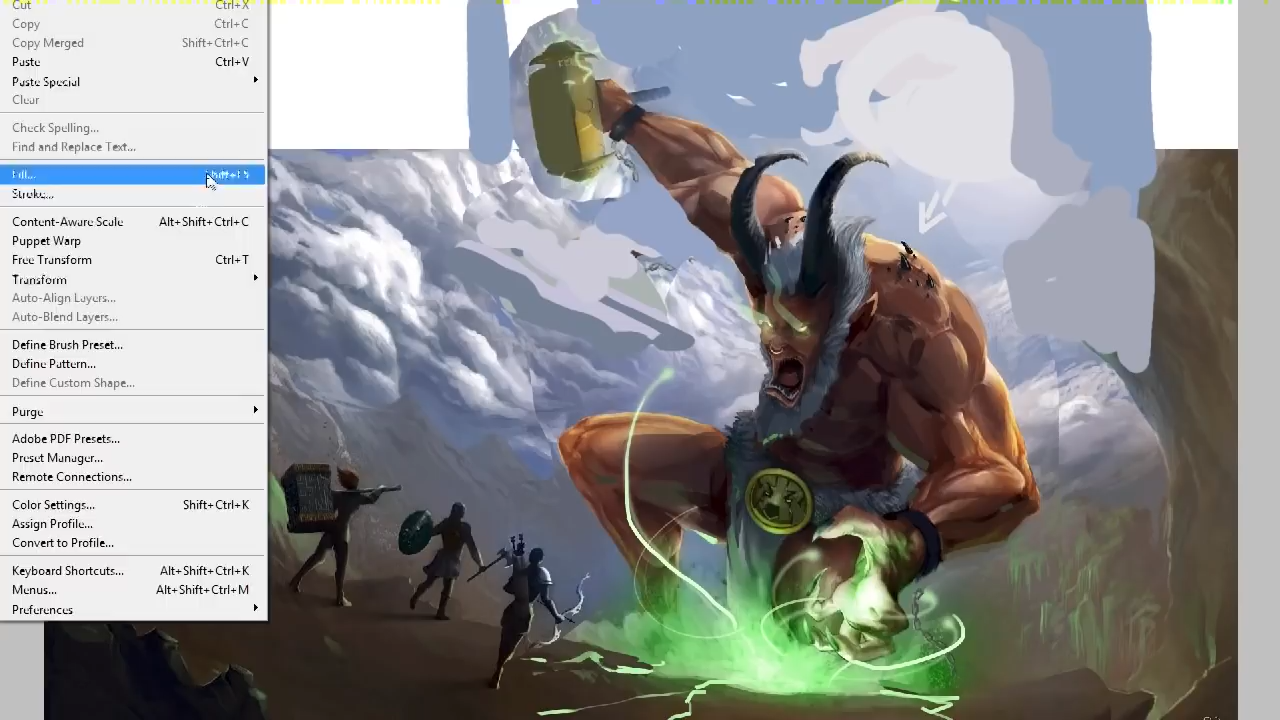 Cut Ctrl+X
Copy Ctrl+C
Copy Merged Shift+Ctrl+C
Paste Ctrl+V
Paste Special
Clear
Check Spelling...
Find and Replace Text...
Fill... Shift+F5
Stroke...
Content-Aware Scale Alt+Shift+Ctrl+C
Puppet Warp
Free Transform Ctrl+T
Transform
Auto-Align Layers...
Auto-Blend Layers...
Define Brush Preset...
Define Pattern...
Define Custom Shape...
Purge
Adobe PDF Presets...
Preset Manager...
Remote Connections...
Color Settings... Shift+Ctrl+K
Assign Profile...
Convert to Profile...
Keyboard Shortcuts... Alt+Shift+Ctrl+K
Menus... Alt+Shift+Ctrl+M
Preferences